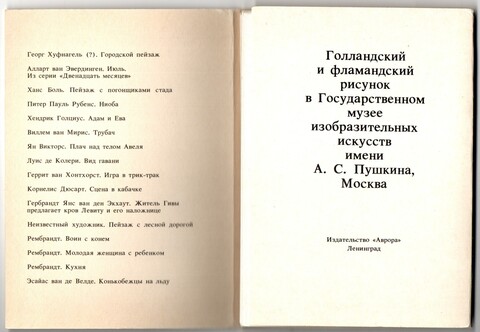 Георг Хуфнагель (?). Городской пейзаж
Алларт ван Эвердинген. Июль.
Из серии «Двенадцать месяцев»
Ханс Боль. Пейзаж с погонщиками стада
Питер Пауль Рубенс. Ниоба
Хендрик Голциус. Адам и Ева
Виллем ван Мирис. Трубач
Ян Викторс. Плач над телом Авеля
Луис де Колери. Вид гавани
Геррит ван Хонтхорст. Игра в трик-трак
Корнелис Дюсарт. Сцена в кабачке
Гербрандт Янс ван ден Экхаут. Житель Гивы
предлагает кров Левиту и его наложнице
Неизвестный художник. Пейзаж с лесной дорогой
Рембрандт. Воин с конем
Рембрандт. Молодая женщина с ребенком
Рембрандт. Кухня
Эсайас ван де Велде. Конькобежцы на льду
Голландский
и фламандский
рисунок
в Государственном
музее
изобразительных
искусств
имени
А. С. Пушкина,
Москва
Издательство «Аврора»
Ленинград